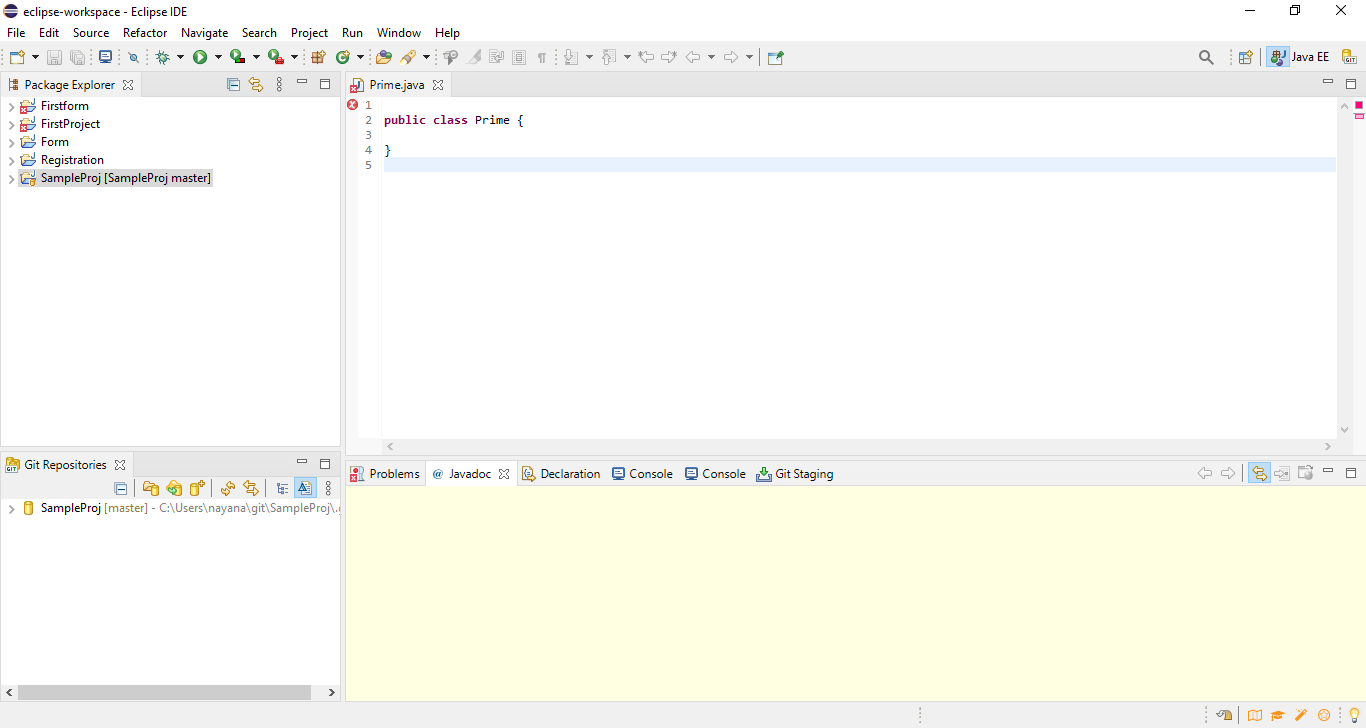 eclipse-workspace - Eclipse IDE
File Edit Source Refactor Navigate Search Project Run Window Help
Java EE
GIT
Package Explorer
Firstform
FirstProject
Form
Registration
SampleProj [SampleProj master]
Prime.java
1
2 public class Prime {
3
4 }
5
Git Repositories
SampleProj [master] - C:\Users\nayana\git\SampleProj\.g
Problems @ Javadoc Declaration Console Console Git Staging